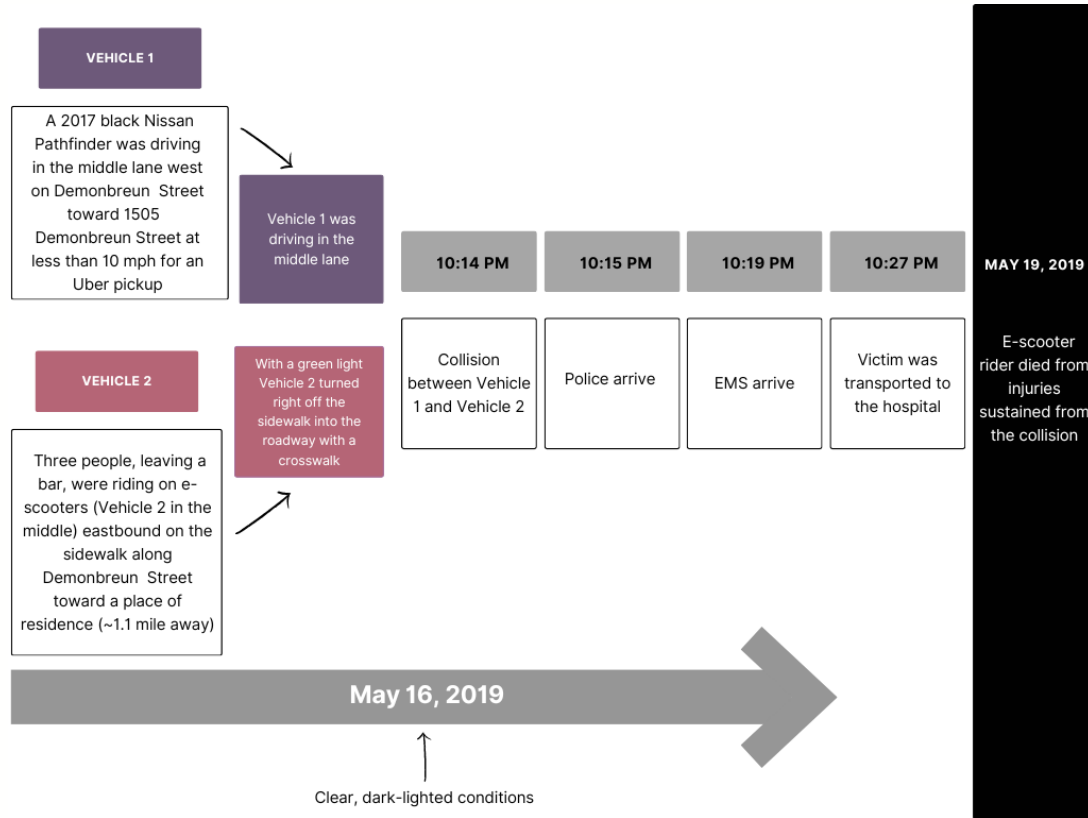 VEHICLE 1
A 2017 black Nissan
Pathfinder was driving
in the middle lane west
on Demonbreun Street
toward 1505
Demonbreun Street at
less than 10 mph for an
Uber pickup
Vehicle 1 was
driving in the
middle lane
VEHICLE 2
Three people, leaving a
bar, were riding on e-
scooters (Vehicle 2 in the
middle) eastbound on the
sidewalk along
Demonbreun Street
toward a place of
residence (~1.1 mile away)
With a green light
Vehicle 2 turned
right off the
sidewalk into the
roadway with a
crosswalk
10:14 PM
Collision
between Vehicle
1 and Vehicle 2
10:15 PM
Police arrive
10:19 PM
EMS arrive
10:27 PM
Victim was
transported to
the hospital
MAY 19, 2019
E-scooter
rider died from
injuries
sustained from
the collision
May 16, 2019
Clear, dark-lighted conditions